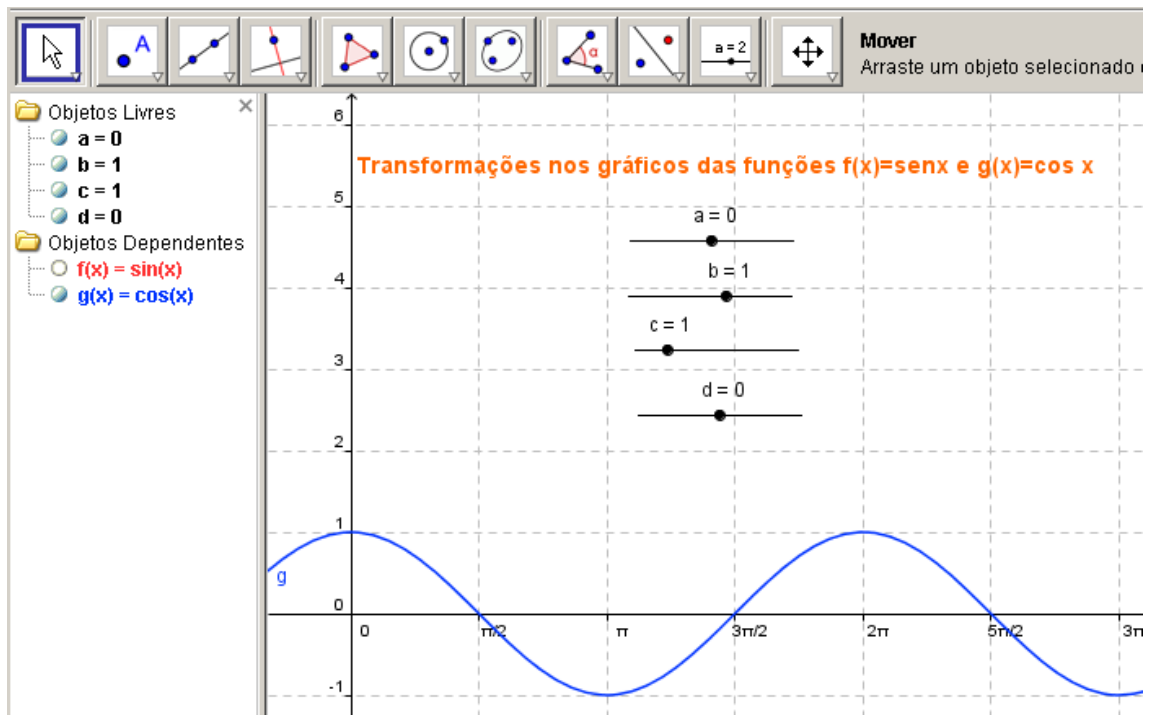 A
α
a = 2
Mover
Arraste um objeto selecionado
Objetos Livres
a = 0
b = 1
c = 1
d = 0
Objetos Dependentes
f(x) = sin(x)
g(x) = cos(x)
Transformações nos gráficos das funções f(x)=senx e g(x)=cos x
a = 0
b = 1
c = 1
d = 0
6
5
4
3
2
1
0
-1
g
0 π/2 π 3π/2 2π 5π/2 3π